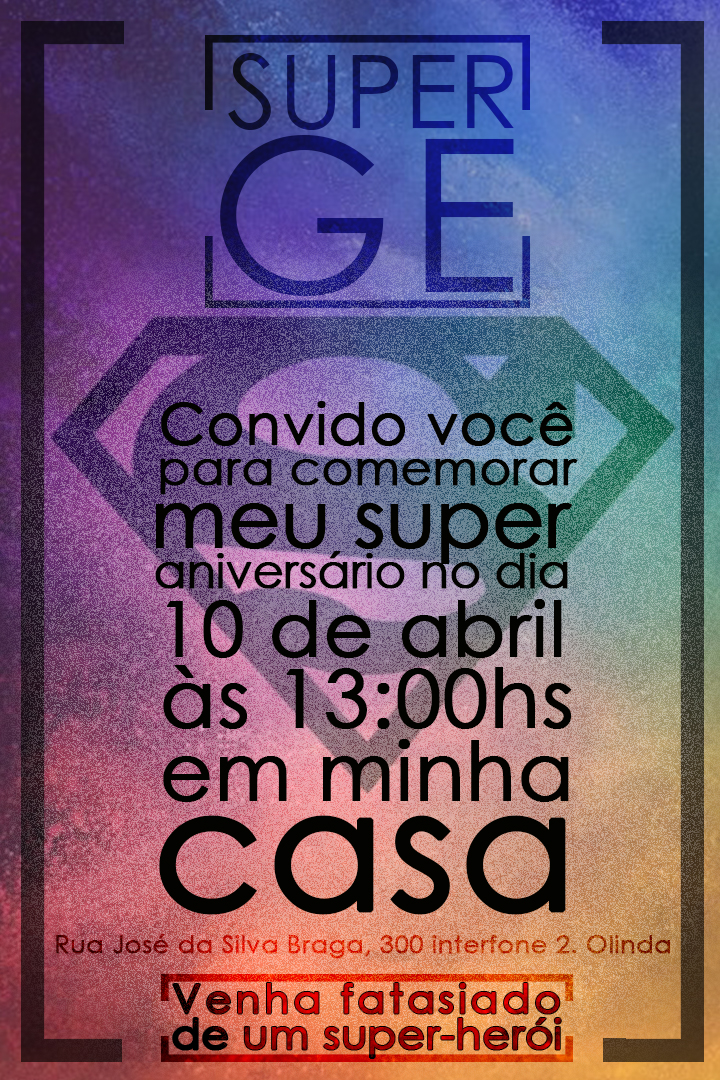 SUPER
GE
Convido você
para comemorar
meu super
aniversário no dia
10 de abril
às 13:00hs
em minha
casa
Rua José da Silva Braga, 300 interfone 2. Olinda
Venha fatasiado
de um super-herói